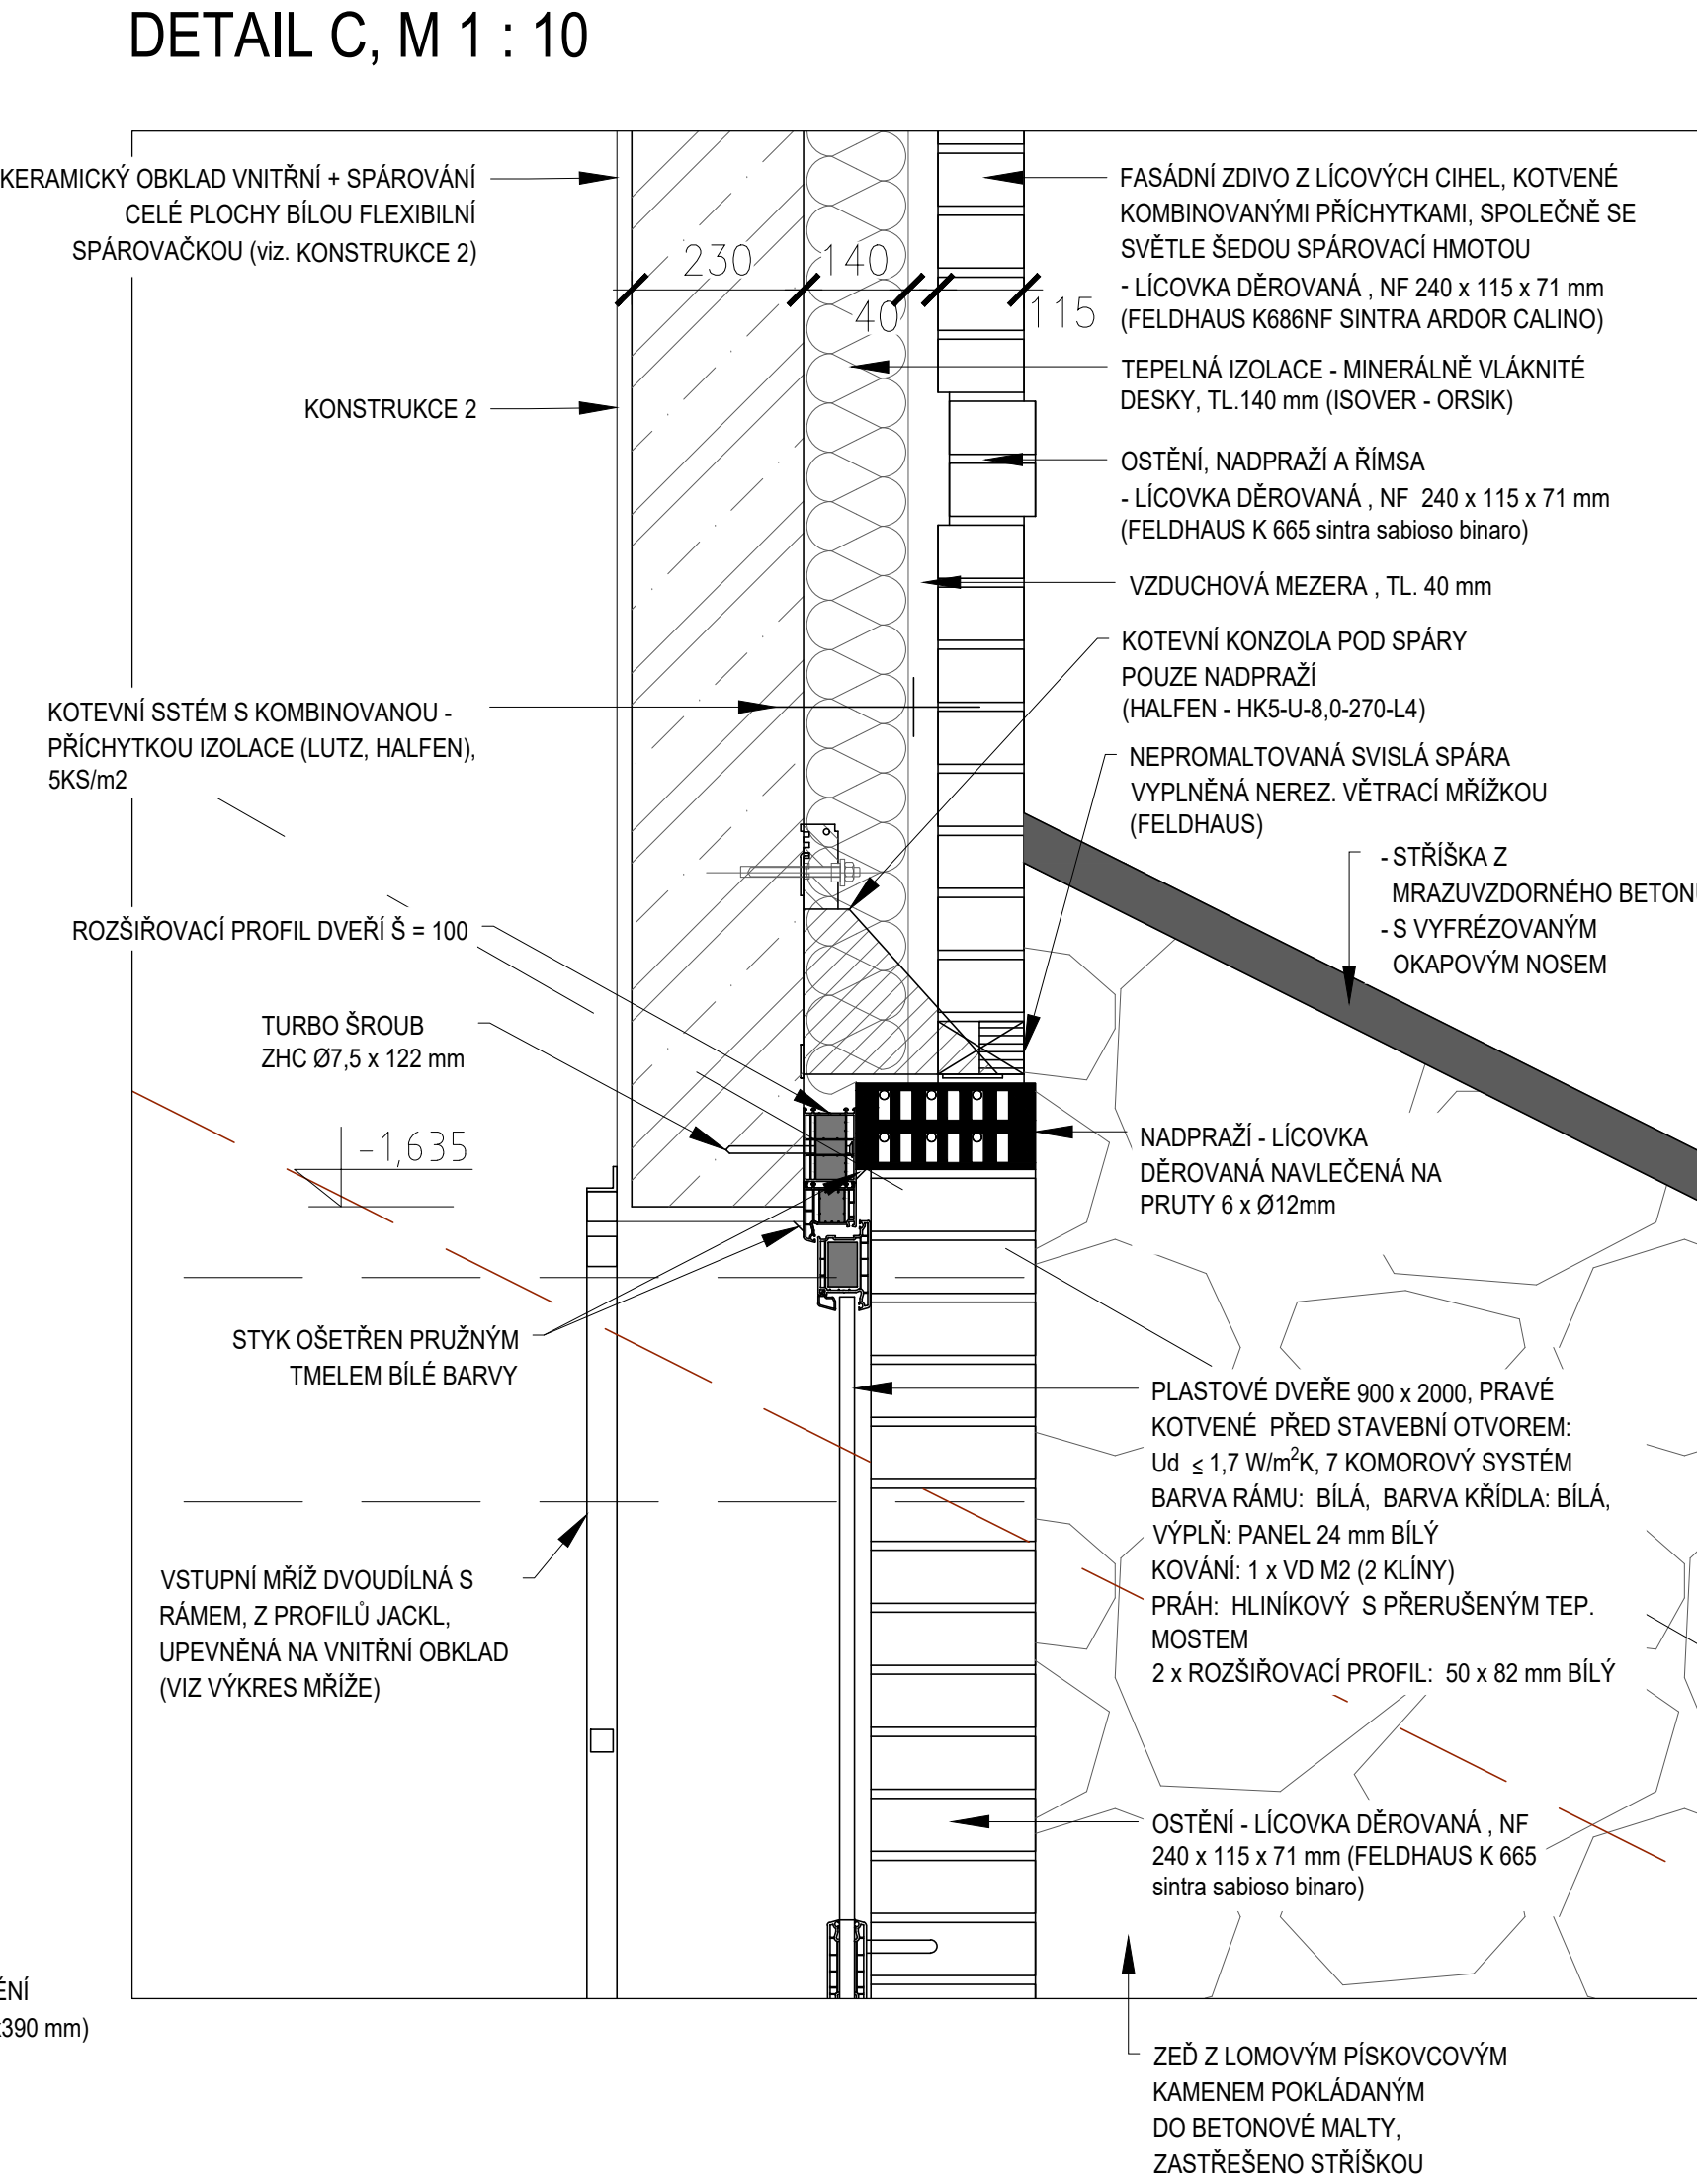 DETAIL C, M 1 : 10
KERAMICKÝ OBKLAD VNITŘNÍ + SPÁROVÁNÍ
CELÉ PLOCHY BÍLOU FLEXIBILNÍ
SPÁROVAČKOU (viz. KONSTRUKCE 2)
KONSTRUKCE 2
230
140
40
115
FASÁDNÍ ZDIVO Z LÍCOVÝCH CIHEL, KOTVENÉ
KOMBINOVANÝMI PŘÍCHYTKAMI, SPOLEČNĚ SE
SVĚTLE ŠEDOU SPÁROVACÍ HMOTOU
- LÍCOVKA DĚROVANÁ , NF 240 x 115 x 71 mm
(FELDHAUS K686NF SINTRA ARDOR CALINO)
TEPELNÁ IZOLACE - MINERÁLNĚ VLÁKNITÉ
DESKY, TL.140 mm (ISOVER - ORSIK)
OSTĚNÍ, NADPRAŽÍ A ŘÍMSA
- LÍCOVKA DĚROVANÁ , NF 240 x 115 x 71 mm
(FELDHAUS K 665 sintra sabioso binaro)
VZDUCHOVÁ MEZERA , TL. 40 mm
KOTEVNÍ KONZOLA POD SPÁRY
POUZE NADPRAŽÍ
(HALFEN - HK5-U-8,0-270-L4)
KOTEVNÍ SSTÉM S KOMBINOVANOU -
PŘÍCHYTKOU IZOLACE (LUTZ, HALFEN),
5KS/m2
NEPROMALTOVANÁ SVISLÁ SPÁRA
VYPLNĚNÁ NEREZ. VĚTRACÍ MŘÍŽKOU
(FELDHAUS)
- STŘÍŠKA Z
MRAZUVZDORNÉHO BETONU
- S VYFRÉZOVANÝM
OKAPOVÝM NOSEM
ROZŠIŘOVACÍ PROFIL DVEŘÍ Š = 100
TURBO ŠROUB
ZHC Ø7,5 x 122 mm
-1,635
NADPRAŽÍ - LÍCOVKA
DĚROVANÁ NAVLEČENÁ NA
PRUTY 6 x Ø12mm
STYK OŠETŘEN PRUŽNÝM
TMELEM BÍLÉ BARVY
PLASTOVÉ DVEŘE 900 x 2000, PRAVÉ
KOTVENÉ PŘED STAVEBNÍ OTVOREM:
Ud ≤ 1,7 W/m²K, 7 KOMOROVÝ SYSTÉM
BARVA RÁMU: BÍLÁ, BARVA KŘÍDLA: BÍLÁ,
VÝPLŇ: PANEL 24 mm BÍLÝ
KOVÁNÍ: 1 x VD M2 (2 KLÍNY)
PRÁH: HLINÍKOVÝ S PŘERUŠENÝM TEP.
MOSTEM
2 x ROZŠIŘOVACÍ PROFIL: 50 x 82 mm BÍLÝ
VSTUPNÍ MŘÍŽ DVOUDÍLNÁ S
RÁMEM, Z PROFILŮ JACKL,
UPEVNĚNÁ NA VNITŘNÍ OBKLAD
(VIZ VÝKRES MŘÍŽE)
OSTĚNÍ - LÍCOVKA DĚROVANÁ , NF
240 x 115 x 71 mm (FELDHAUS K 665
sintra sabioso binaro)
ĚNÍ
x390 mm)
ZEĎ Z LOMOVÝM PÍSKOVCOVÝM
KAMENEM POKLÁDANÝM
DO BETONOVÉ MALTY,
ZASTŘEŠENO STŘÍŠKOU